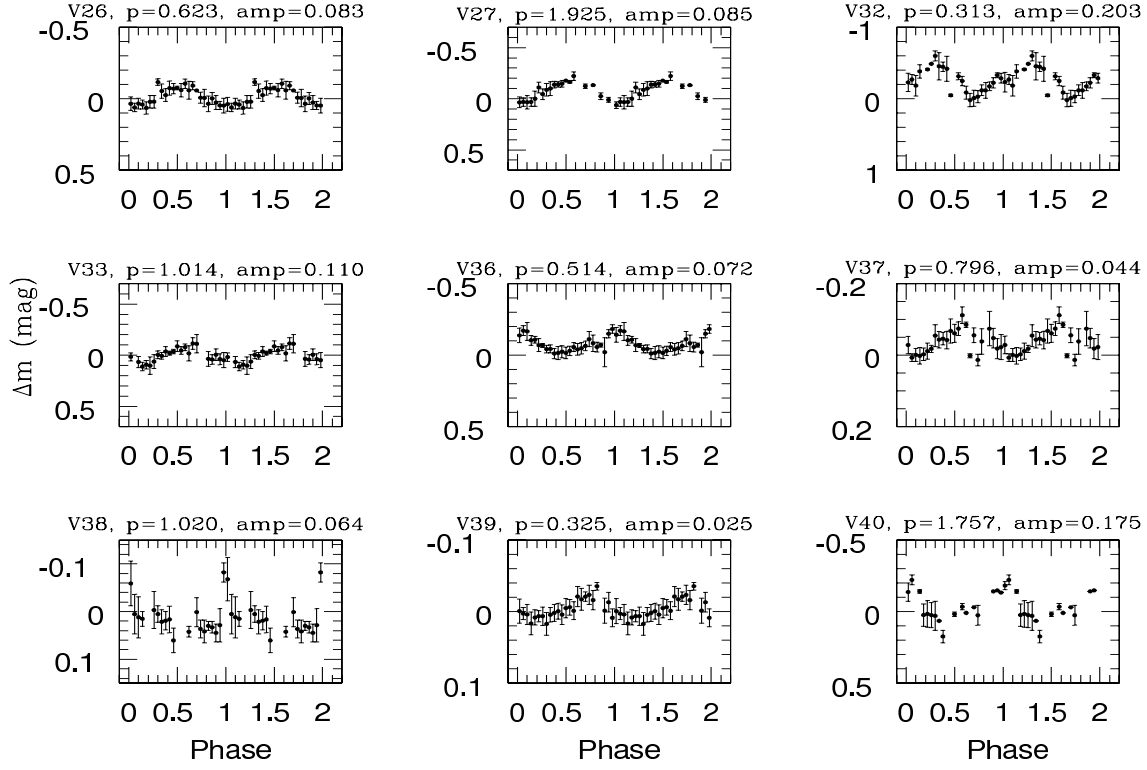 V26, p=0.623, amp=0.083
V27, p=1.925, amp=0.085
V32, p=0.313, amp=0.203
-0.5
0
0.5
0 0.5 1 1.5 2
-0.5
0
0.5
0 0.5 1 1.5 2
-1
0
1
0 0.5 1 1.5 2
V33, p=1.014, amp=0.110
V36, p=0.514, amp=0.072
V37, p=0.796, amp=0.044
Δm (mag)
-0.5
0
0.5
0 0.5 1 1.5 2
-0.5
0
0.5
0 0.5 1 1.5 2
-0.2
0
0.2
0 0.5 1 1.5 2
V38, p=1.020, amp=0.064
V39, p=0.325, amp=0.025
V40, p=1.757, amp=0.175
-0.1
0
0.1
0 0.5 1 1.5 2
Phase
-0.1
0
0.1
0 0.5 1 1.5 2
Phase
-0.5
0
0.5
0 0.5 1 1.5 2
Phase